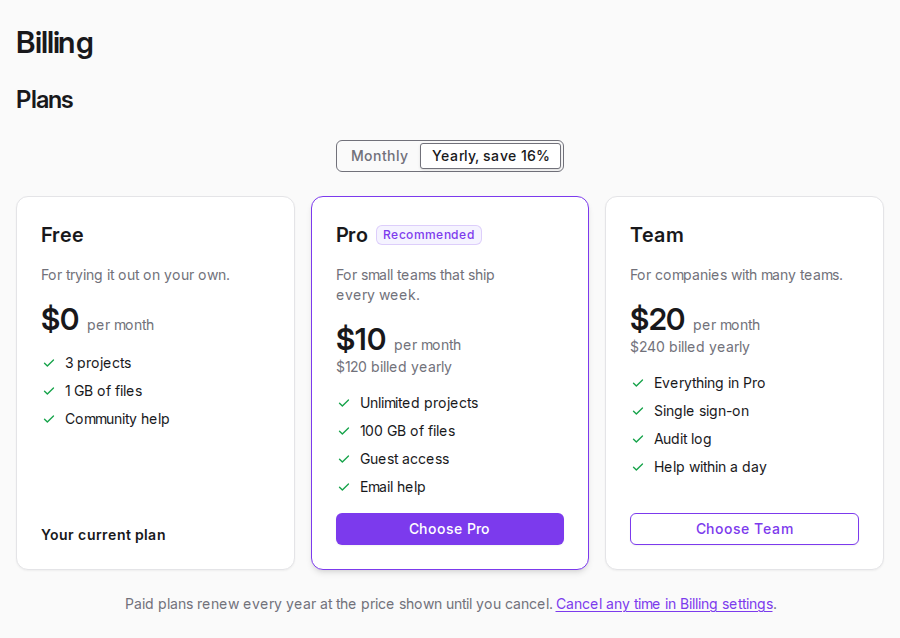 Billing
Plans
Monthly
Yearly, save 16%
Free
For trying it out on your own.
$0 per month
3 projects
1 GB of files
Community help
Your current plan
Pro Recommended
For small teams that ship
every week.
$10 per month
$120 billed yearly
Unlimited projects
100 GB of files
Guest access
Email help
Choose Pro
Team
For companies with many teams.
$20 per month
$240 billed yearly
Everything in Pro
Single sign-on
Audit log
Help within a day
Choose Team
Paid plans renew every year at the price shown until you cancel. Cancel any time in Billing settings.